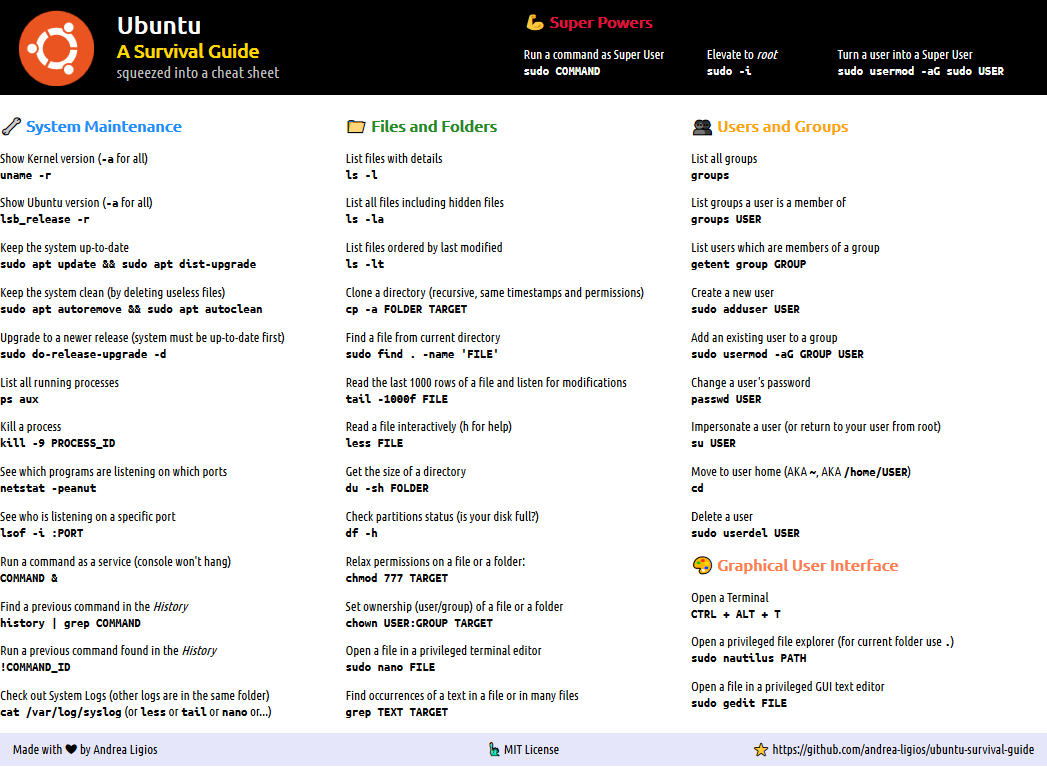 Ubuntu
A Survival Guide
squeezed into a cheat sheet
Super Powers
Run a command as Super User
sudo COMMAND
Elevate to root
sudo -i
Turn a user into a Super User
sudo usermod -aG sudo USER
System Maintenance
Show Kernel version (-a for all)
uname -r
Show Ubuntu version (-a for all)
lsb_release -r
Keep the system up-to-date
sudo apt update && sudo apt dist-upgrade
Keep the system clean (by deleting useless files)
sudo apt autoremove && sudo apt autoclean
Upgrade to a newer release (system must be up-to-date first)
sudo do-release-upgrade -d
List all running processes
ps aux
Kill a process
kill -9 PROCESS_ID
See which programs are listening on which ports
netstat -peanut
See who is listening on a specific port
lsof -i :PORT
Run a command as a service (console won't hang)
COMMAND &
Find a previous command in the History
history | grep COMMAND
Run a previous command found in the History
!COMMAND_ID
Check out System Logs (other logs are in the same folder)
cat /var/log/syslog (or less or tail or nano or...)
Files and Folders
List files with details
ls -l
List all files including hidden files
ls -la
List files ordered by last modified
ls -lt
Clone a directory (recursive, same timestamps and permissions)
cp -a FOLDER TARGET
Find a file from current directory
sudo find . -name 'FILE'
Read the last 1000 rows of a file and listen for modifications
tail -1000f FILE
Read a file interactively (h for help)
less FILE
Get the size of a directory
du -sh FOLDER
Check partitions status (is your disk full?)
df -h
Relax permissions on a file or a folder:
chmod 777 TARGET
Set ownership (user/group) of a file or a folder
chown USER:GROUP TARGET
Open a file in a privileged terminal editor
sudo nano FILE
Find occurrences of a text in a file or in many files
grep TEXT TARGET
Users and Groups
List all groups
groups
List groups a user is a member of
groups USER
List users which are members of a group
getent group GROUP
Create a new user
sudo adduser USER
Add an existing user to a group
sudo usermod -aG GROUP USER
Change a user's password
passwd USER
Impersonate a user (or return to your user from root)
su USER
Move to user home (AKA ~, AKA /home/USER)
cd
Delete a user
sudo userdel USER
Graphical User Interface
Open a Terminal
CTRL + ALT + T
Open a privileged file explorer (for current folder use .)
sudo nautilus PATH
Open a file in a privileged GUI text editor
sudo gedit FILE
Made with ❤ by Andrea Ligios
MIT License
https://github.com/andrea-ligios/ubuntu-survival-guide